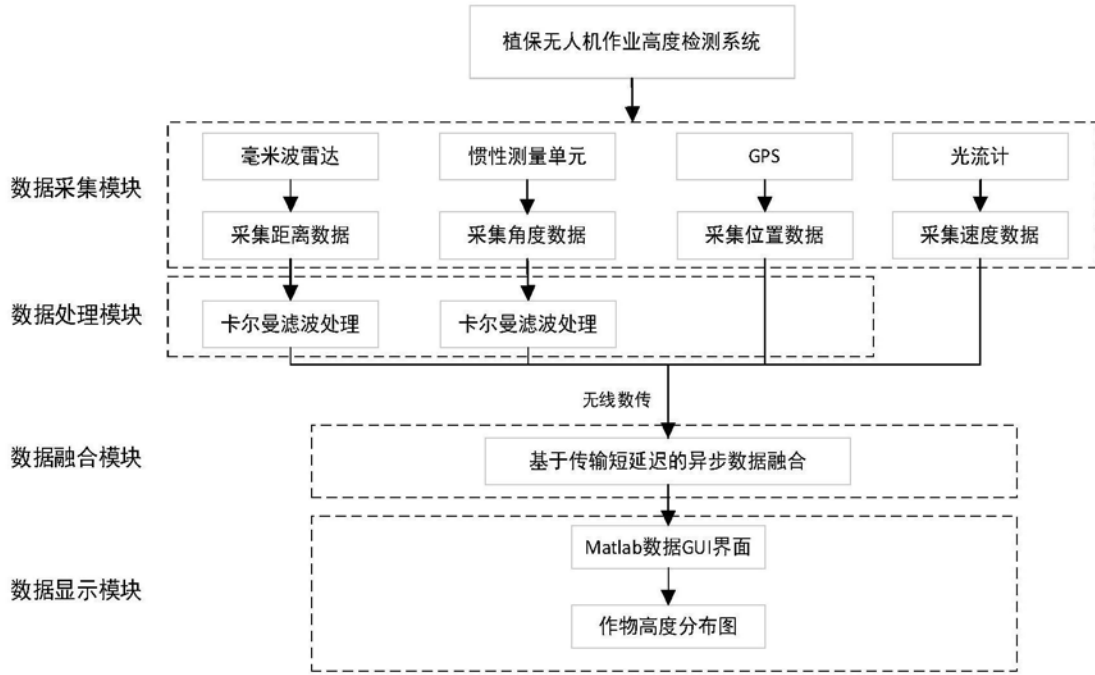 植保无人机作业高度检测系统
毫米波雷达
惯性测量单元
GPS
光流计
数据采集模块
采集距离数据
采集角度数据
采集位置数据
采集速度数据
数据处理模块
卡尔曼滤波处理
卡尔曼滤波处理
无线数传
数据融合模块
基于传输短延迟的异步数据融合
Matlab数据GUI界面
数据显示模块
作物高度分布图